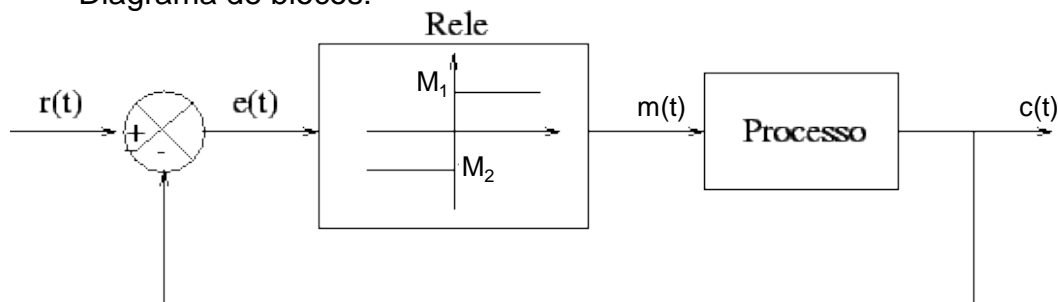 Diagrama de blocos:
Rele
M1
r(t)
e(t)
m(t)
c(t)
+
-
Processo
M2